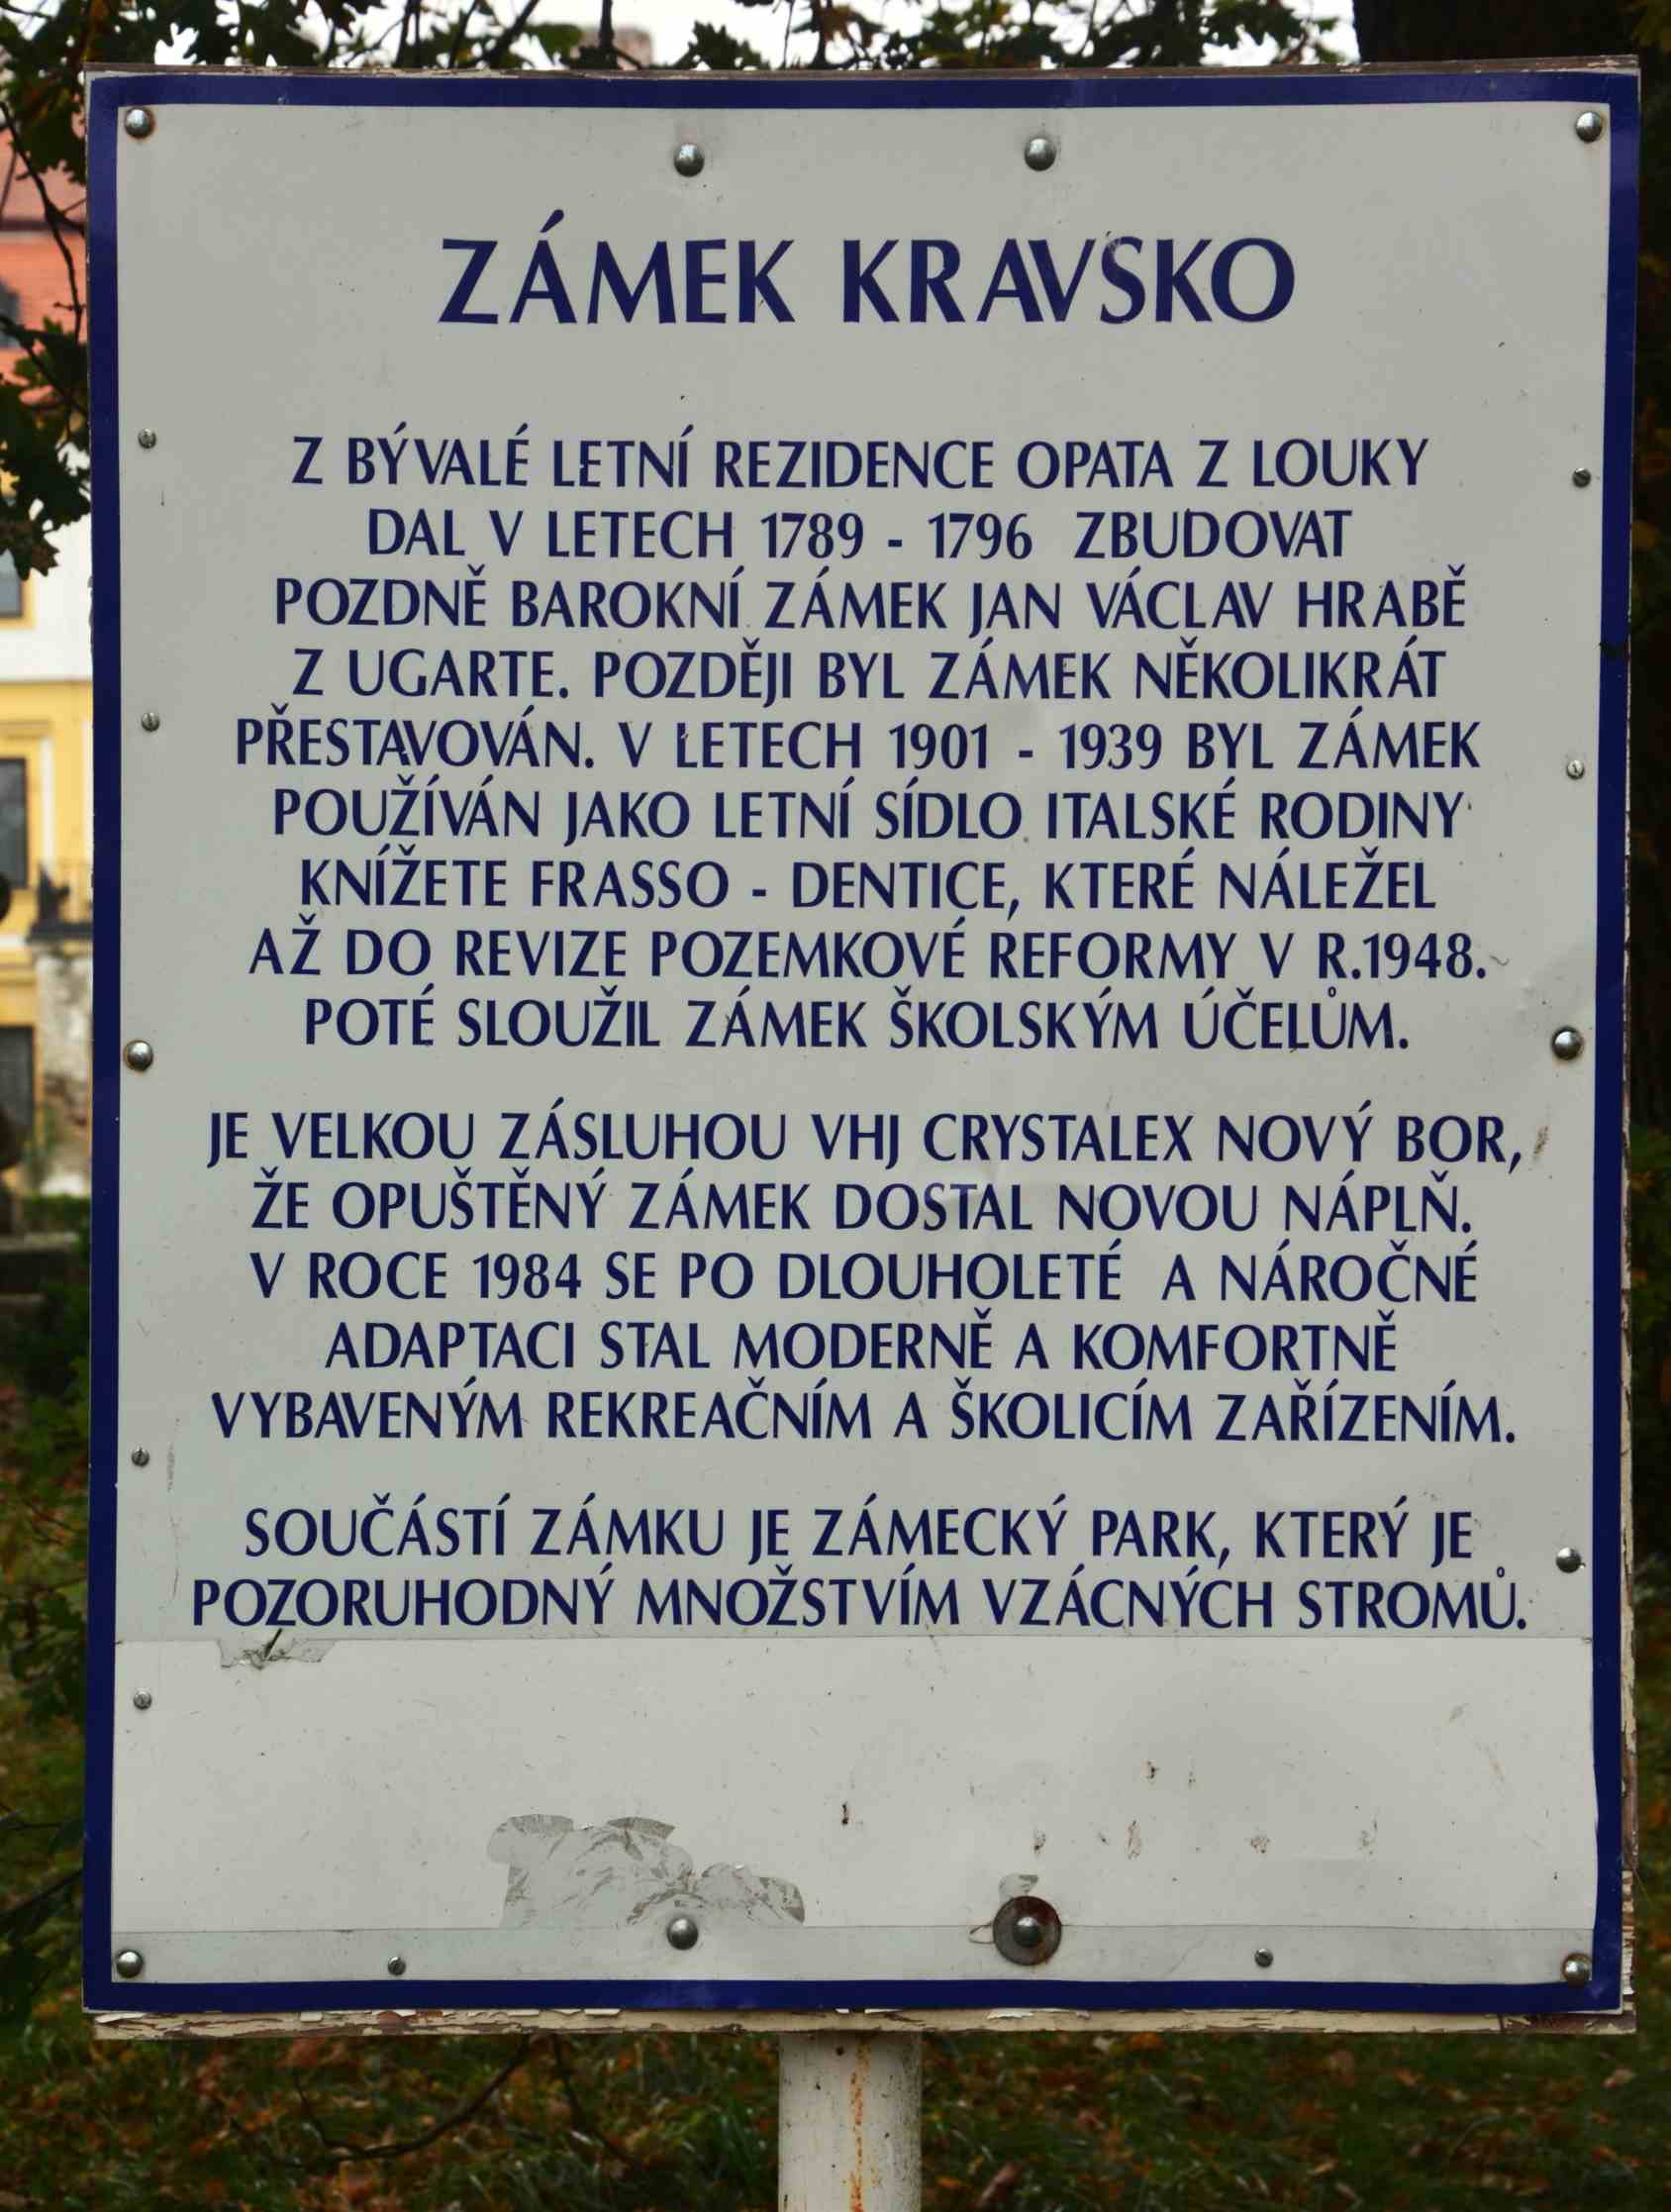 ZÁMEK KRAVSKO
Z BÝVALÉ LETNÍ REZIDENCE OPATA Z LOUKY
DAL V LETECH 1789 - 1796 ZBUDOVAT
POZDNĚ BAROKNÍ ZÁMEK JAN VÁCLAV HRABĚ
Z UGARTE. POZDĚJI BYL ZÁMEK NĚKOLIKRÁT
PŘESTAVOVÁN. V LETECH 1901 - 1939 BYL ZÁMEK
POUŽÍVÁN JAKO LETNÍ SÍDLO ITALSKÉ RODINY
KNÍŽETE FRASSO - DENTICE, KTERÉ NÁLEŽEL
AŽ DO REVIZE POZEMKOVÉ REFORMY V R.1948.
POTÉ SLOUŽIL ZÁMEK ŠKOLSKÝM ÚČELŮM.
JE VELKOU ZÁSLUHOU VHJ CRYSTALEX NOVÝ BOR,
ŽE OPUŠTĚNÝ ZÁMEK DOSTAL NOVOU NÁPLŇ.
V ROCE 1984 SE PO DLOUHOLETÉ A NÁROČNÉ
ADAPTACI STAL MODERNĚ A KOMFORTNĚ
VYBAVENÝM REKREAČNÍM A ŠKOLICÍM ZAŘÍZENÍM.
SOUČÁSTÍ ZÁMKU JE ZÁMECKÝ PARK, KTERÝ JE
POZORUHODNÝ MNOŽSTVÍM VZÁCNÝCH STROMŮ.